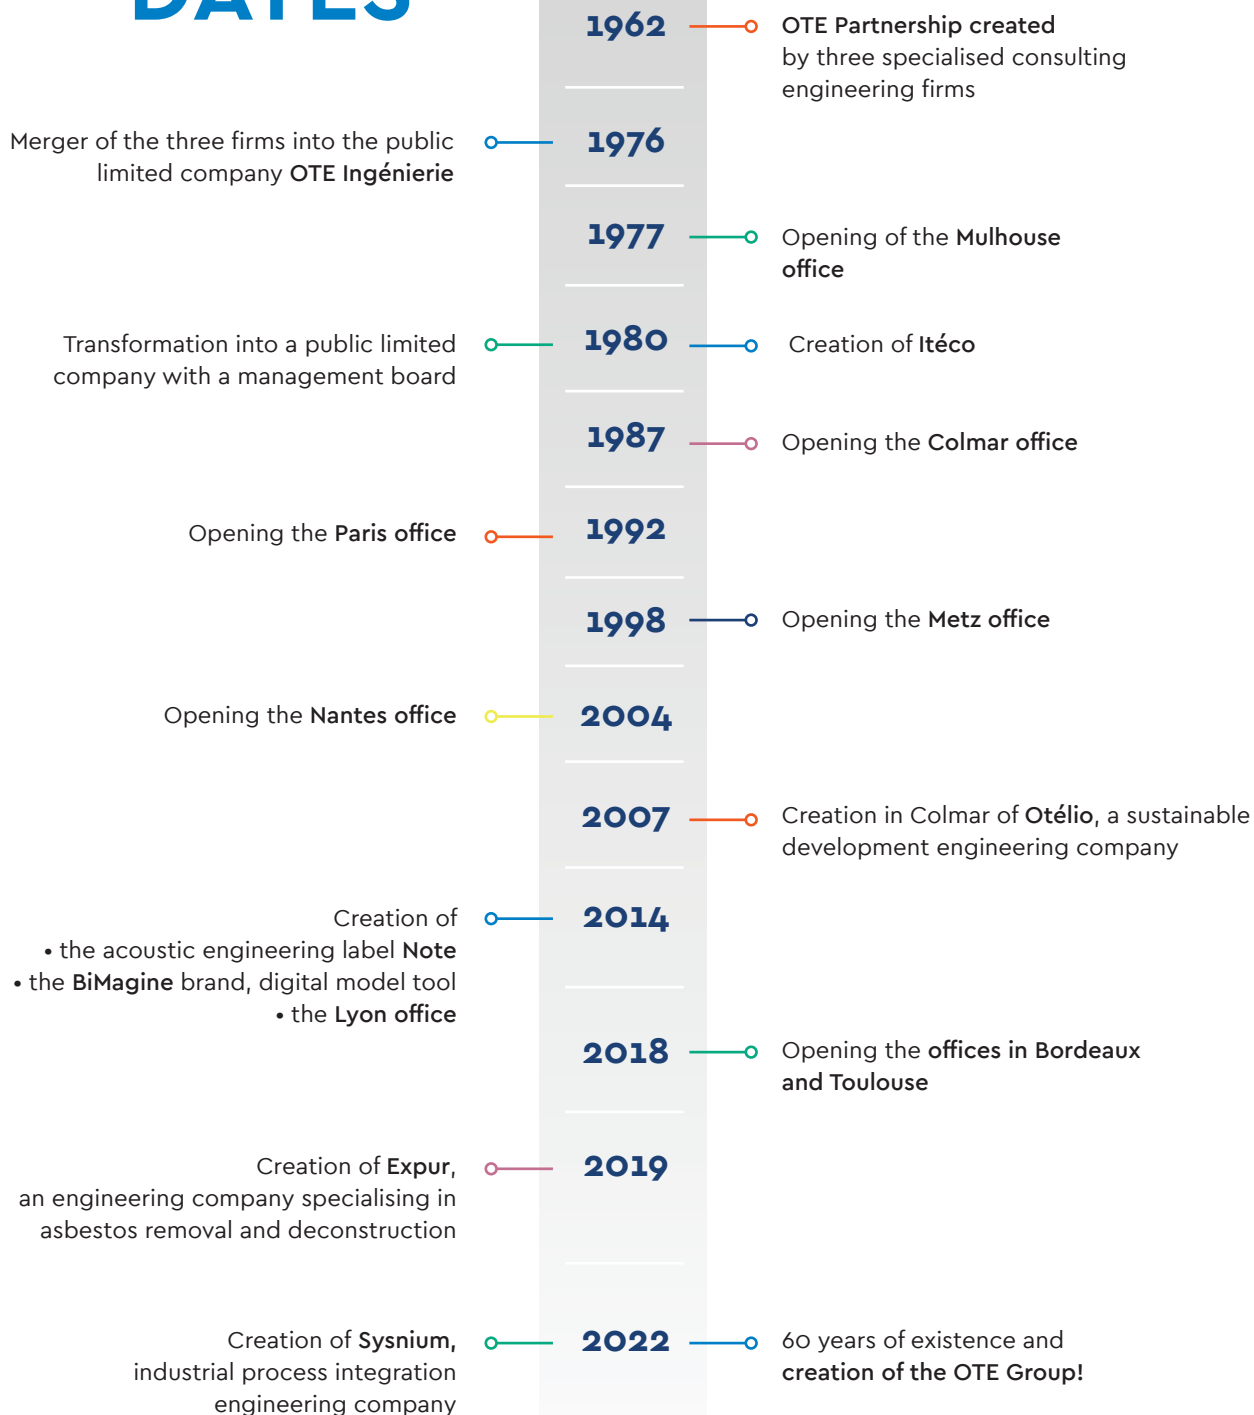 DATES
1962
OTE Partnership created
by three specialised consulting
engineering firms
Merger of the three firms into the public
limited company OTE Ingénierie
1976
1977
Opening of the Mulhouse
office
Transformation into a public limited
company with a management board
1980
Creation of Itéco
1987
Opening the Colmar office
Opening the Paris office
1992
1998
Opening the Metz office
Opening the Nantes office
2004
2007
Creation in Colmar of Otélio, a sustainable
development engineering company
Creation of
• the acoustic engineering label Note
• the BiMagine brand, digital model tool
• the Lyon office
2014
2018
Opening the offices in Bordeaux
and Toulouse
Creation of Expur,
an engineering company specialising in
asbestos removal and deconstruction
2019
Creation of Sysnium,
industrial process integration
engineering company
2022
60 years of existence and
creation of the OTE Group!